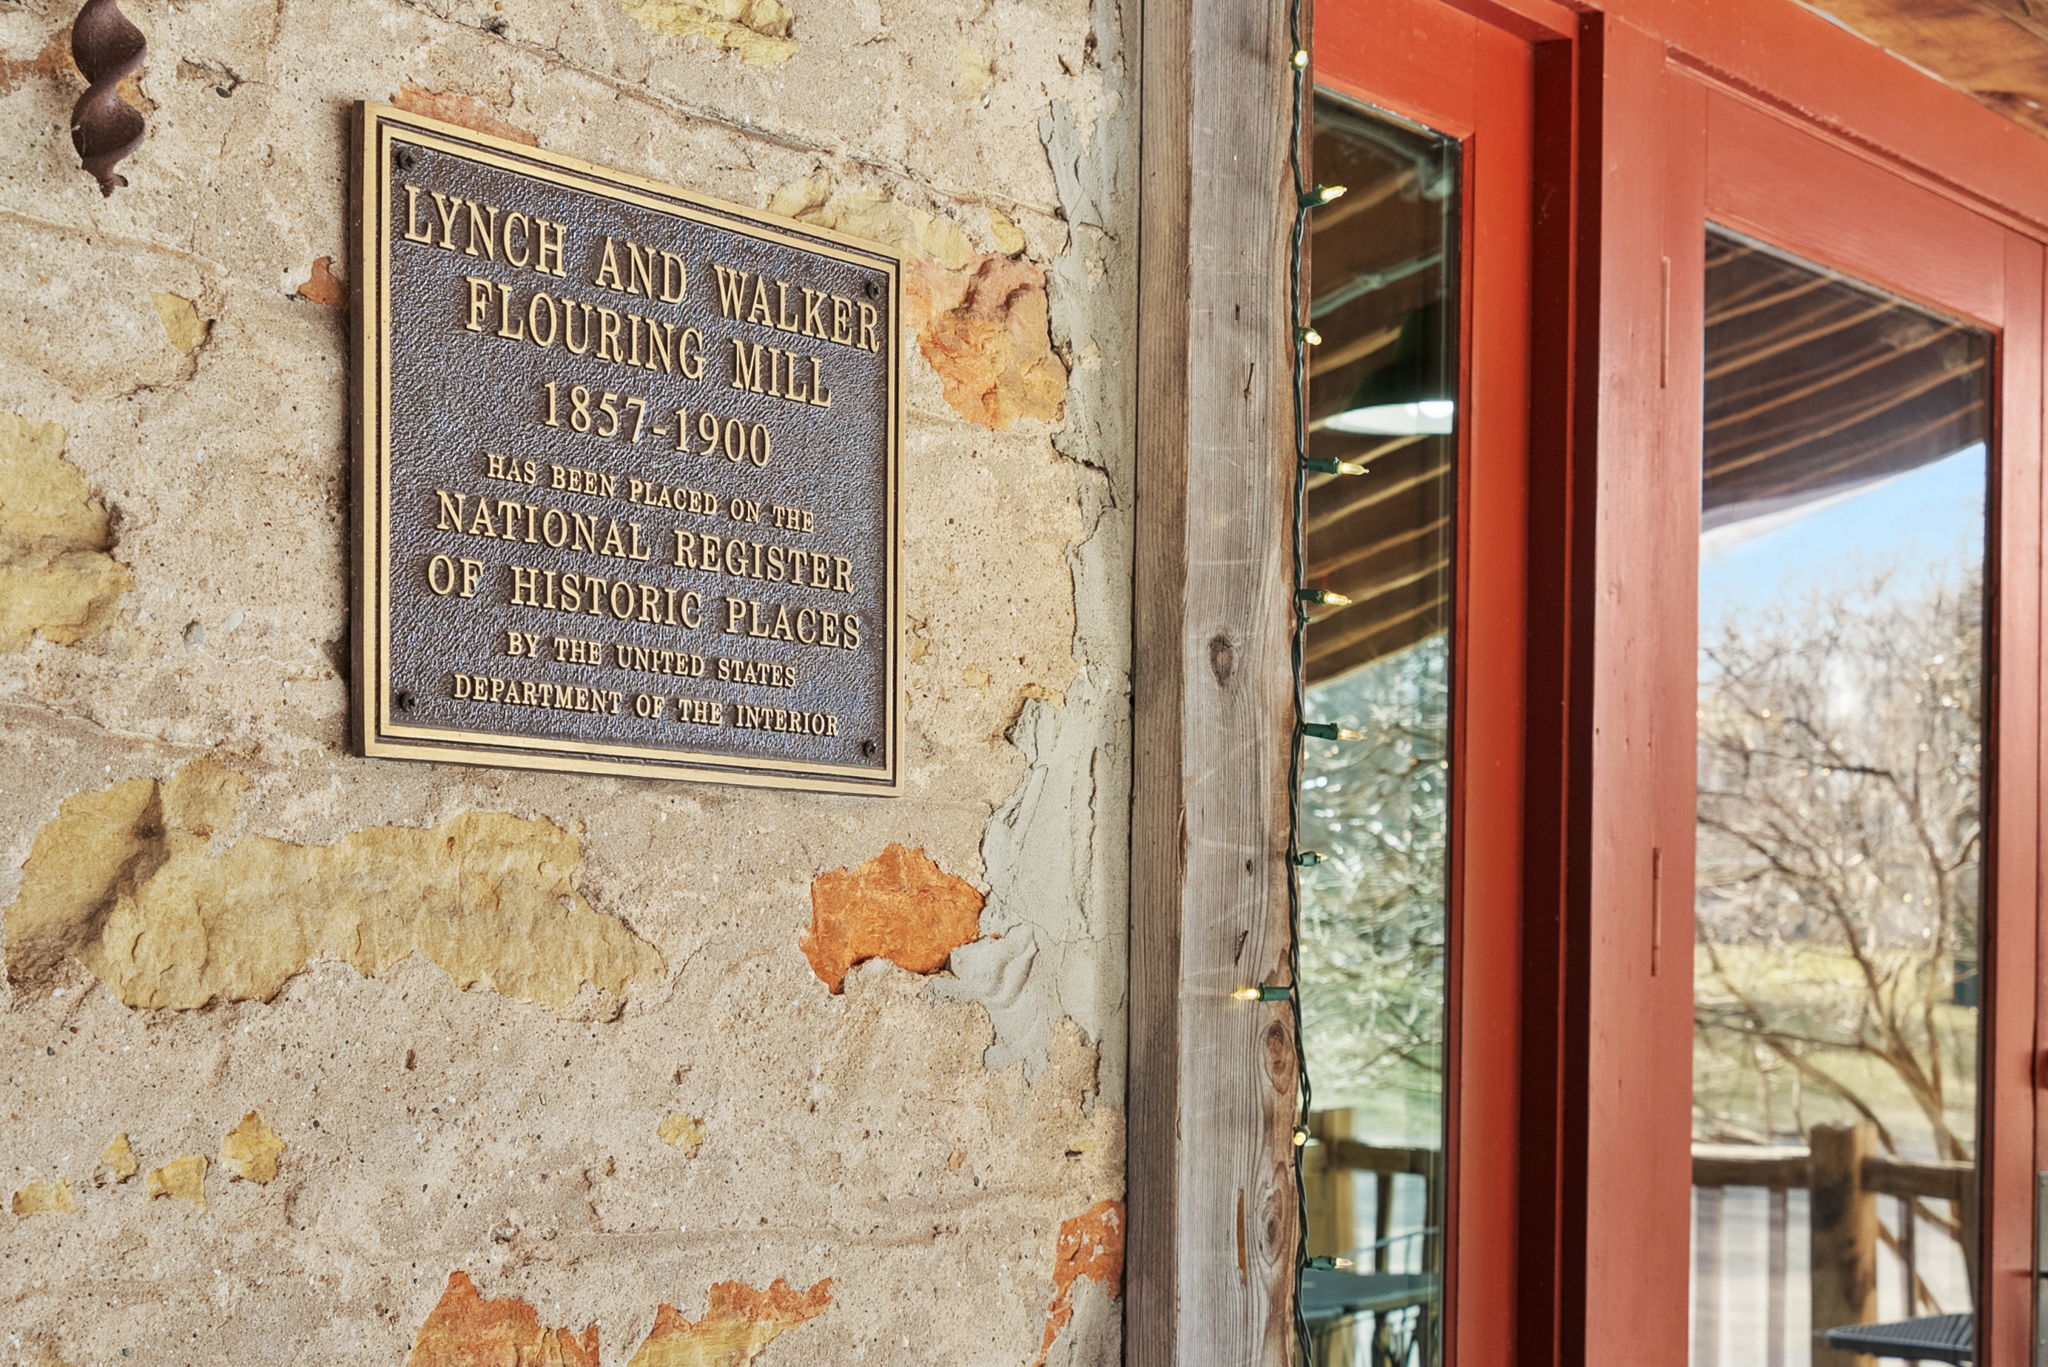 LYNCH AND WALKER
FLOURING MILL
1857-1900
HAS BEEN PLACED ON THE
NATIONAL REGISTER
OF HISTORIC PLACES
BY THE UNITED STATES
DEPARTMENT OF THE INTERIOR